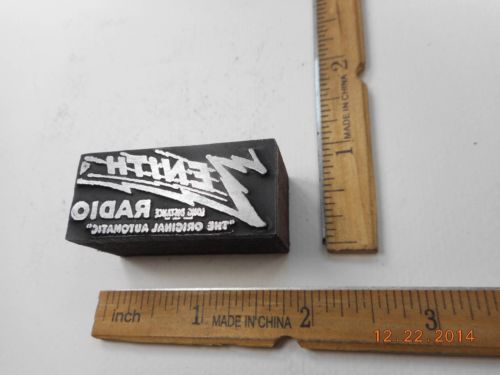 ZENITH
LONG DISTANCE RADIO
"THE ORIGINAL AUTOMATIC"
2
MADE IN CHINA
1
inch 1 MADE IN CHINA 2 3
12.22.2014